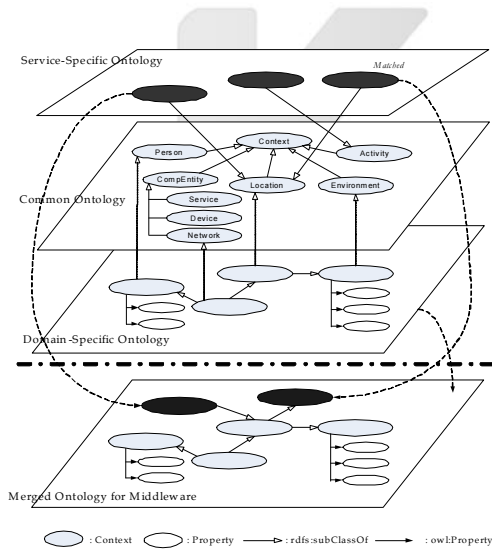 Service-Specific Ontology
Matched
Context
Person
Activity
CompEntity
Location
Environment
Service
Common Ontology
Device
Network
Domain-Specific Ontology
Merged Ontology for Middleware
: Context
: Property
: rdfs:subClassOf
: owl:Property